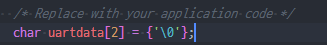 /* Replace with your application code */
char uartdata[2] = {'\0'};